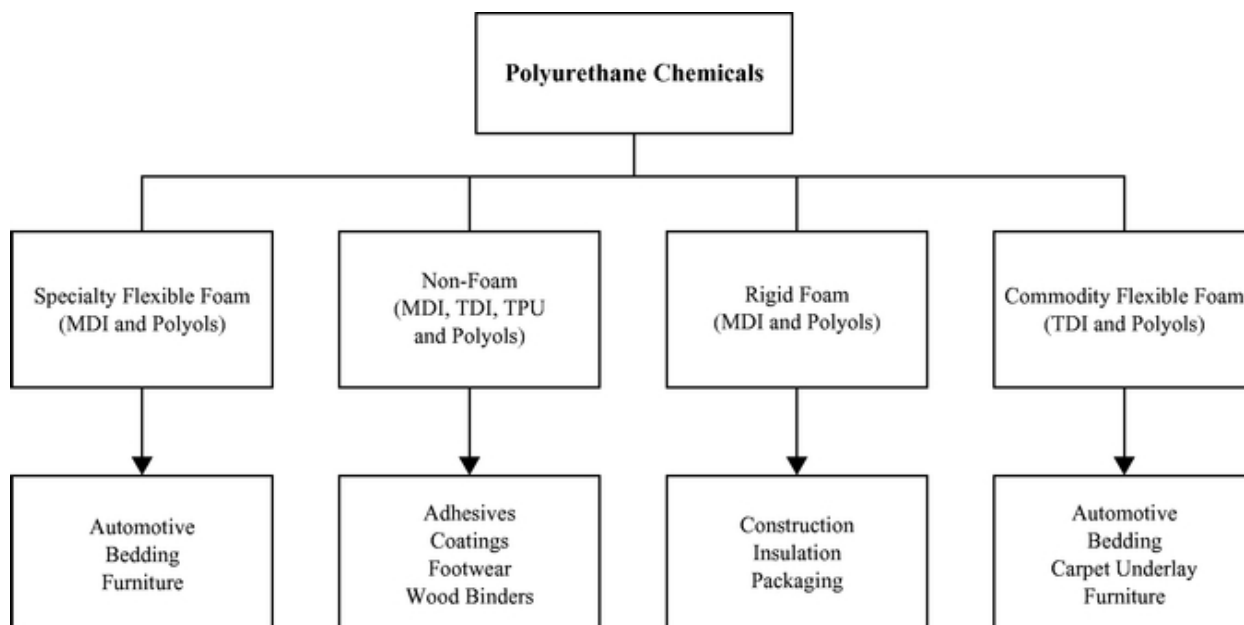 Polyurethane Chemicals
Specialty Flexible Foam
(MDI and Polyols)
Non-Foam
(MDI, TDI, TPU
and Polyols)
Rigid Foam
(MDI and Polyols)
Commodity Flexible Foam
(TDI and Polyols)
Automotive
Bedding
Furniture
Adhesives
Coatings
Footwear
Wood Binders
Construction
Insulation
Packaging
Automotive
Bedding
Carpet Underlay
Furniture